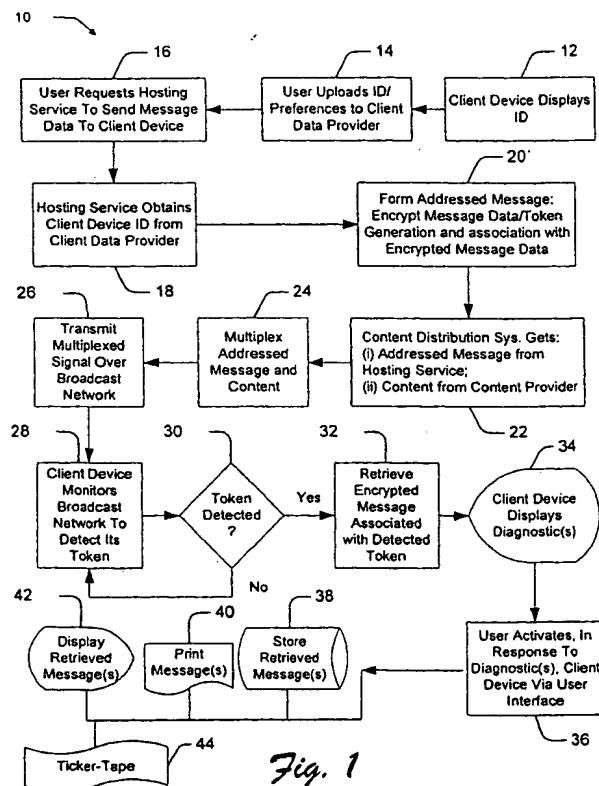 10
16
User Requests Hosting
Service To Send Message
Data To Client Device
14
User Uploads ID/
Preferences to Client
Data Provider
12
Client Device Displays
ID
18
Hosting Service Obtains
Client Device ID from
Client Data Provider
20'
Form Addressed Message:
Encrypt Message Data/Token
Generation and association with
Encrypted Message Data
26
Transmit
Multiplexed
Signal Over
Broadcast
Network
24
Multiplex
Addressed
Message and
Content
Content Distribution Sys. Gets:
(i) Addressed Message from
Hosting Service;
(ii) Content from Content Provider
22
28
Client Device
Monitors
Broadcast
Network To
Detect Its
Token
30
Token
Detected
?
Yes
No
32
Retrieve
Encrypted
Message
Associated
with Detected
Token
34
Client Device
Displays
Diagnostic(s)
42
Display
Retrieved
Message(s)
40
Print
Message(s)
38
Store
Retrieved
Message(s)
User Activates, In
Response To
Diagnostic(s), Client
Device Via User
Interface
36
Ticker-Tape
44
Fig. 1